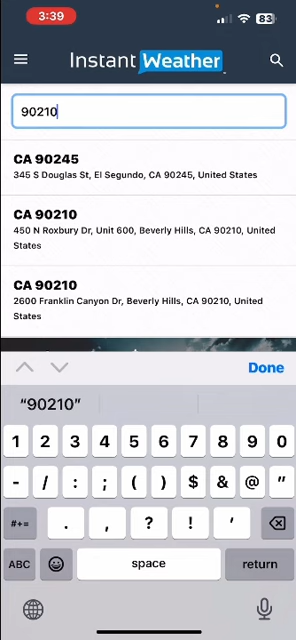 3:39
83
Instant Weather
90210
CA 90245
345 S Douglas St, El Segundo, CA 90245, United States
CA 90210
450 N Roxbury Dr, Unit 600, Beverly Hills, CA 90210, United
States
CA 90210
2600 Franklin Canyon Dr, Beverly Hills, CA 90210, United
States
Done
“90210”
1 2 3 4 5 6 7 8 9 0
- / : ; ( ) $ & @ "
#+= . , ? ! '
ABC space return